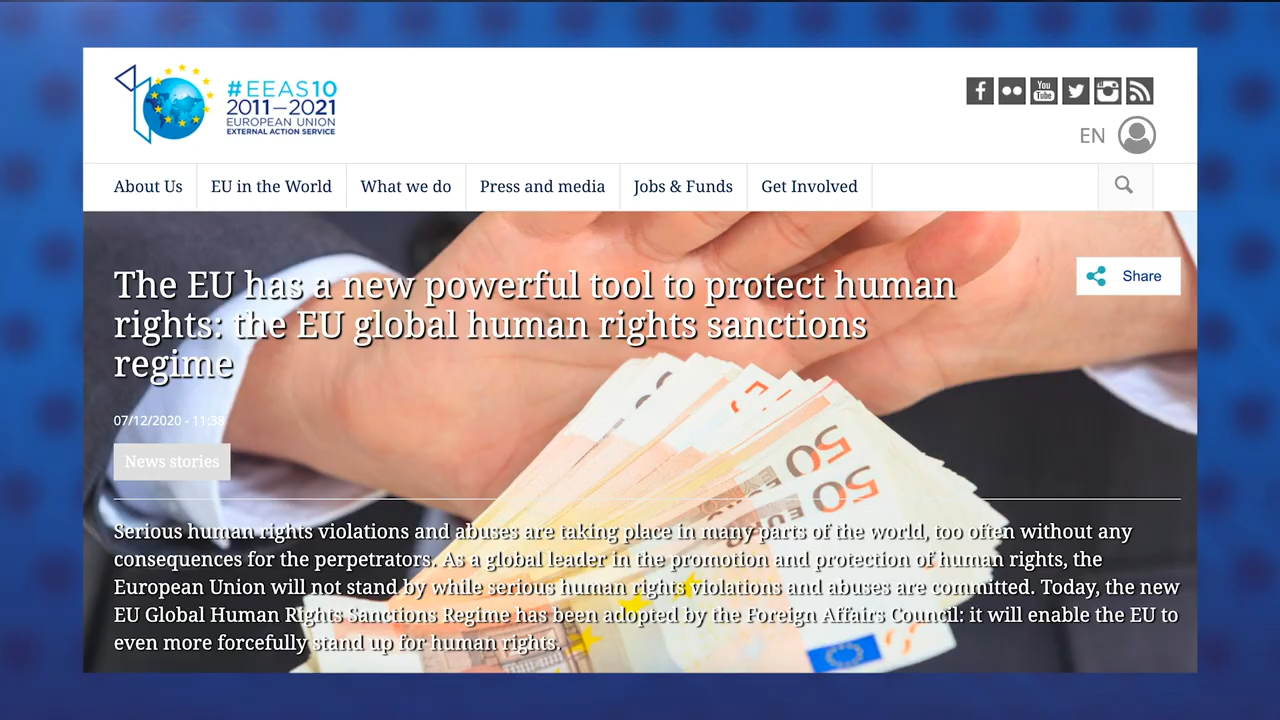 #EEAS10
2011—2021
EUROPEAN UNION
EXTERNAL ACTION SERVICE
You
Tube
EN
About Us
EU in the World
What we do
Press and media
Jobs & Funds
Get Involved
The EU has a new powerful tool to protect human
rights: the EU global human rights sanctions
regime
Share
07/12/2020 - 11:38
News stories
50
50
EURO
Serious human rights violations and abuses are taking place in many parts of the world, too often without any
consequences for the perpetrators. As a global leader in the promotion and protection of human rights, the
European Union will not stand by while serious human rights violations and abuses are committed. Today, the new
EU Global Human Rights Sanctions Regime has been adopted by the Foreign Affairs Council: it will enable the EU to
even more forcefully stand up for human rights.